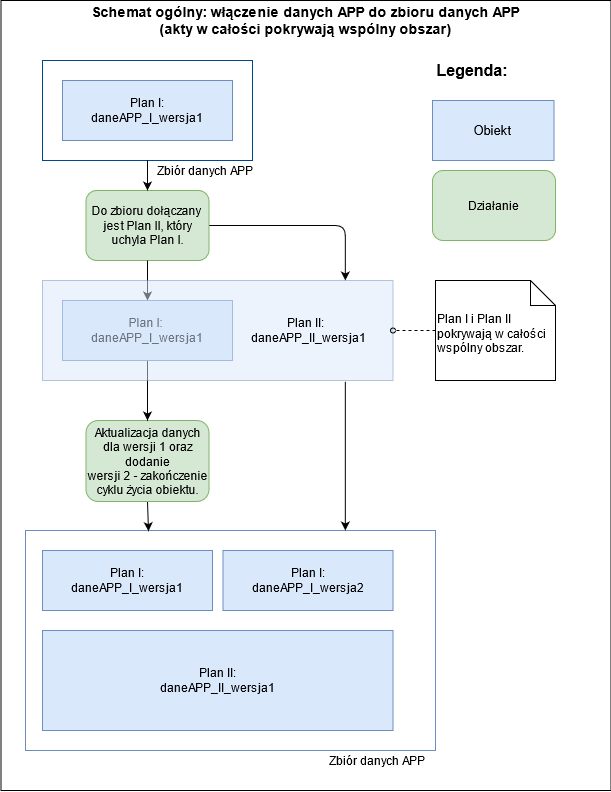 Schemat ogólny: włączenie danych APP do zbioru danych APP
(akty w całości pokrywają wspólny obszar)
Legenda:
Plan I:
daneAPP_I_wersja1
Obiekt
Zbiór danych APP
Działanie
Do zbioru dołączany
jest Plan II, który
uchyla Plan I.
Plan I:
daneAPP_I_wersja1
Plan II:
daneAPP_II_wersja1
Plan I i Plan II
pokrywają w całości
wspólny obszar.
Aktualizacja danych
dla wersji 1 oraz
dodanie
wersji 2 - zakończenie
cyklu życia obiektu.
Plan I:
daneAPP_I_wersja1
Plan I:
daneAPP_I_wersja2
Plan II:
daneAPP_II_wersja1
Zbiór danych APP